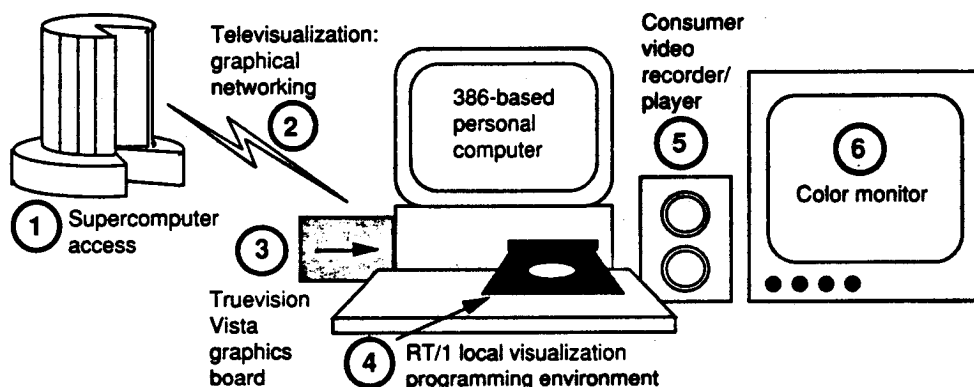 1 Supercomputer
access
Televisualization:
graphical
networking
2
3
Truevision
Vista
graphics
board
386-based
personal
computer
4 RT/1 local visualization
programming environment
Consumer
video
recorder/
player
5
6
Color monitor